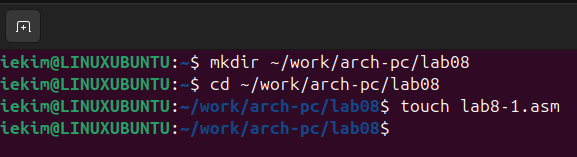 iekim@LINUXUBUNTU:~$ mkdir ~/work/arch-pc/lab08
iekim@LINUXUBUNTU:~$ cd ~/work/arch-pc/lab08
iekim@LINUXUBUNTU:~/work/arch-pc/lab08$ touch lab8-1.asm
iekim@LINUXUBUNTU:~/work/arch-pc/lab08$